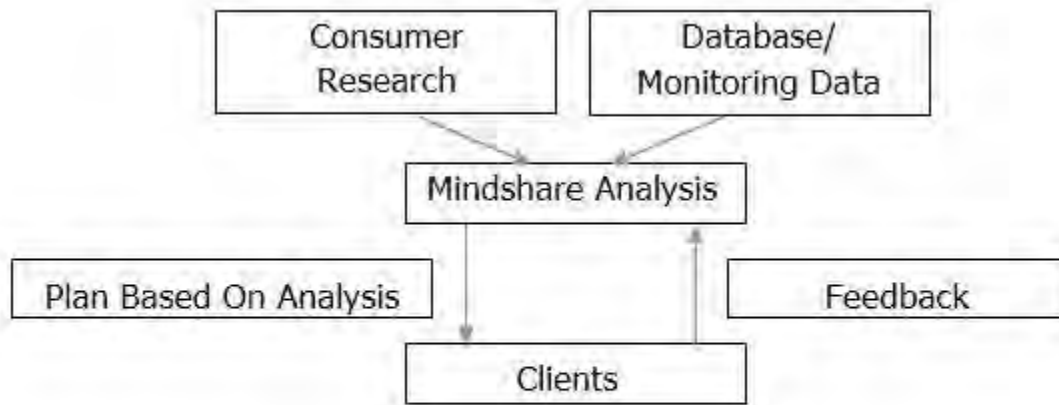 Consumer
Research
Database/
Monitoring Data
Mindshare Analysis
Plan Based On Analysis
Feedback
Clients